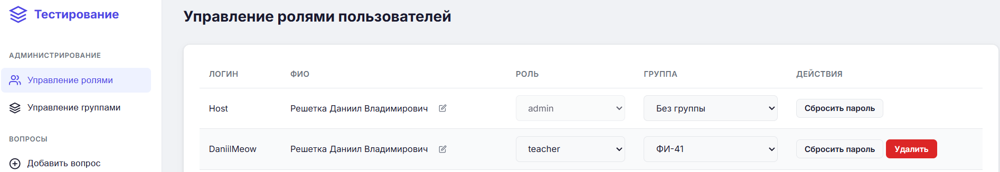 Тестирование
АДМИНИСТРИРОВАНИЕ
Управление ролями
Управление группами
ВОПРОСЫ
Добавить вопрос
Управление ролями пользователей
ЛОГИН ФИО РОЛЬ ГРУППА ДЕЙСТВИЯ
Host Решетка Даниил Владимирович admin Без группы Сбросить пароль
DaniilMeow Решетка Даниил Владимирович teacher ФИ-41 Сбросить пароль Удалить